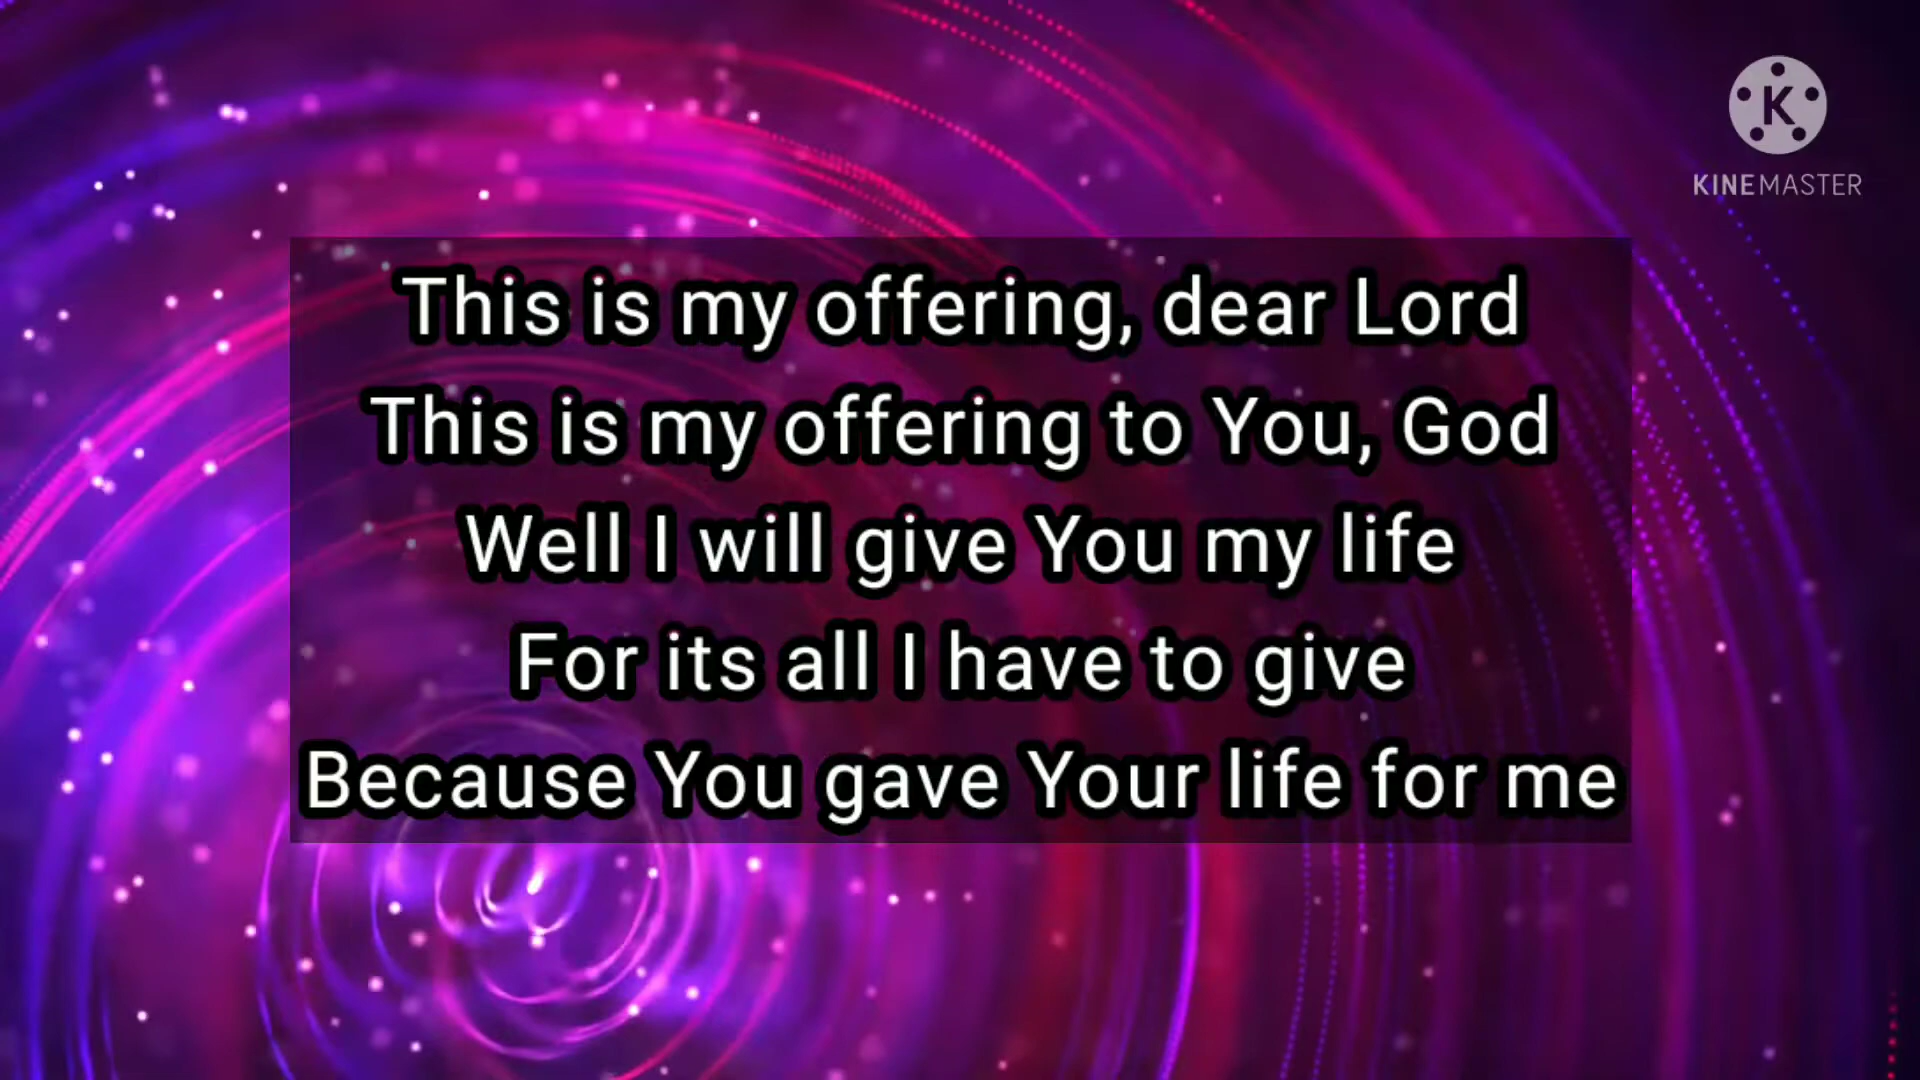 K
KINEMASTER
This is my offering, dear Lord
This is my offering to You, God
Well I will give You my life
For its all I have to give
Because You gave Your life for me